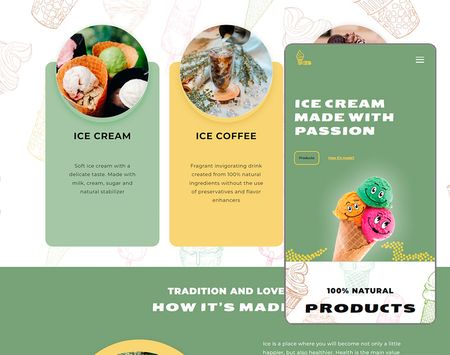 ICE CREAM
Soft ice cream with a
delicate taste. Made with
milk, cream, sugar and
natural stabilizer
ICE COFFEE
Fragrant invigorating drink
created from 100% natural
ingredients without the use
of preservatives and flavor
enhancers
ICE CREAM
MADE WITH
PASSION
Products
How it's made?
100% NATURAL
PRODUCTS
TRADITION AND LOVE
HOW IT'S MADE
Ice is a place where you will become not only a little
happier, but also healthier. Health is the main value